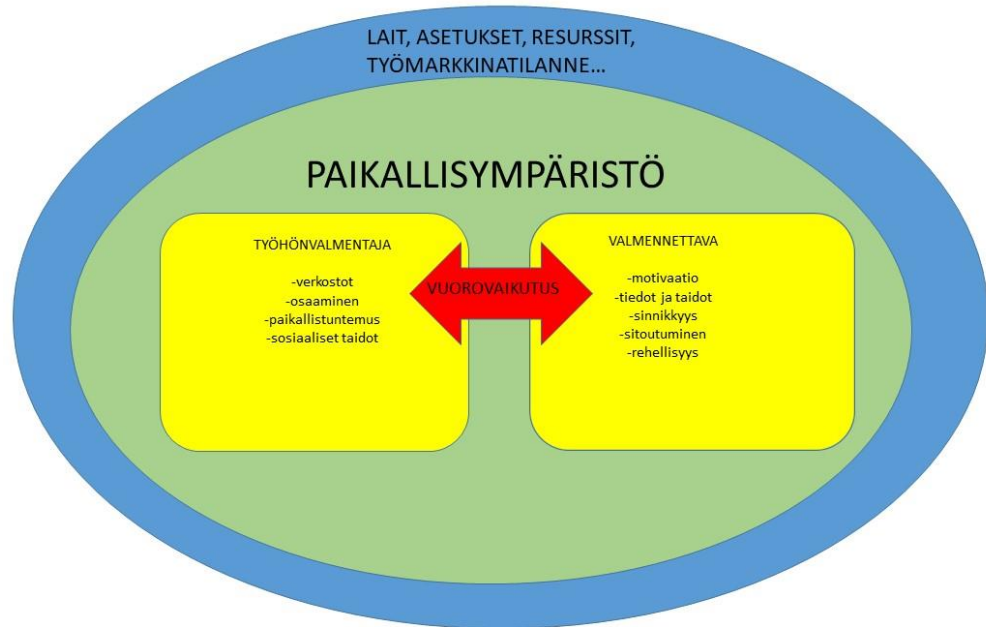 LAIT, ASETUKSET, RESURSSIT,
TYÖMARKKINATILANNE...
PAIKALLISYMPÄRISTÖ
TYÖHÖNVALMENTAJA
-verkostot
-osaaminen
-paikallistuntemus
-sosiaaliset taidot
VUOROVAIKUTUS
VALMENNETTAVA
-motivaatio
-tiedot ja taidot
-sinnikkyys
-sitoutuminen
-rehellisyys